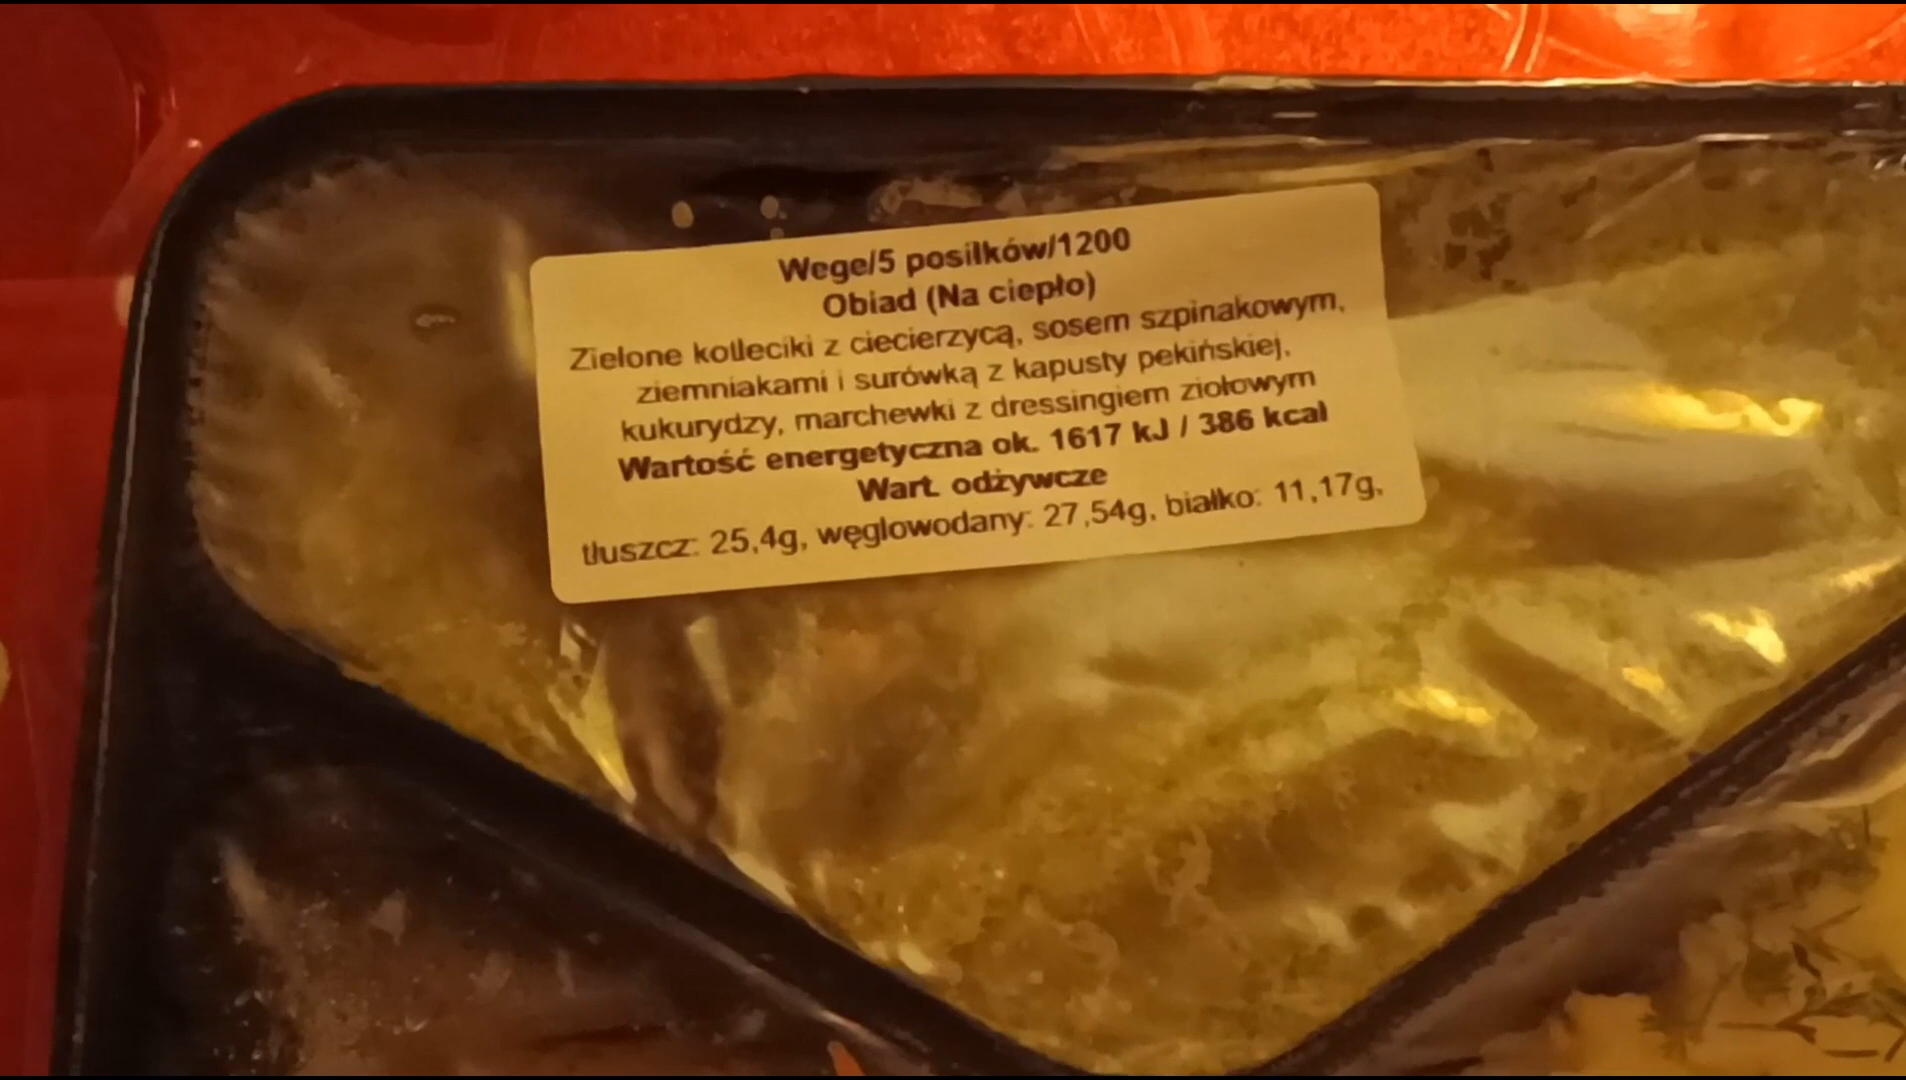 Wege/5 posiłków/1200
Obiad (Na ciepło)
Zielone kotleciki z ciecierzycą, sosem szpinakowym,
ziemniakami i surówką z kapusty pekińskiej,
kukurydzy, marchewki z dressingiem ziołowym
Wartość energetyczna ok. 1617 kJ / 386 kcal
Wart. odżywcze
tłuszcz: 25,4g, węglowodany: 27,54g, białko: 11,17g,